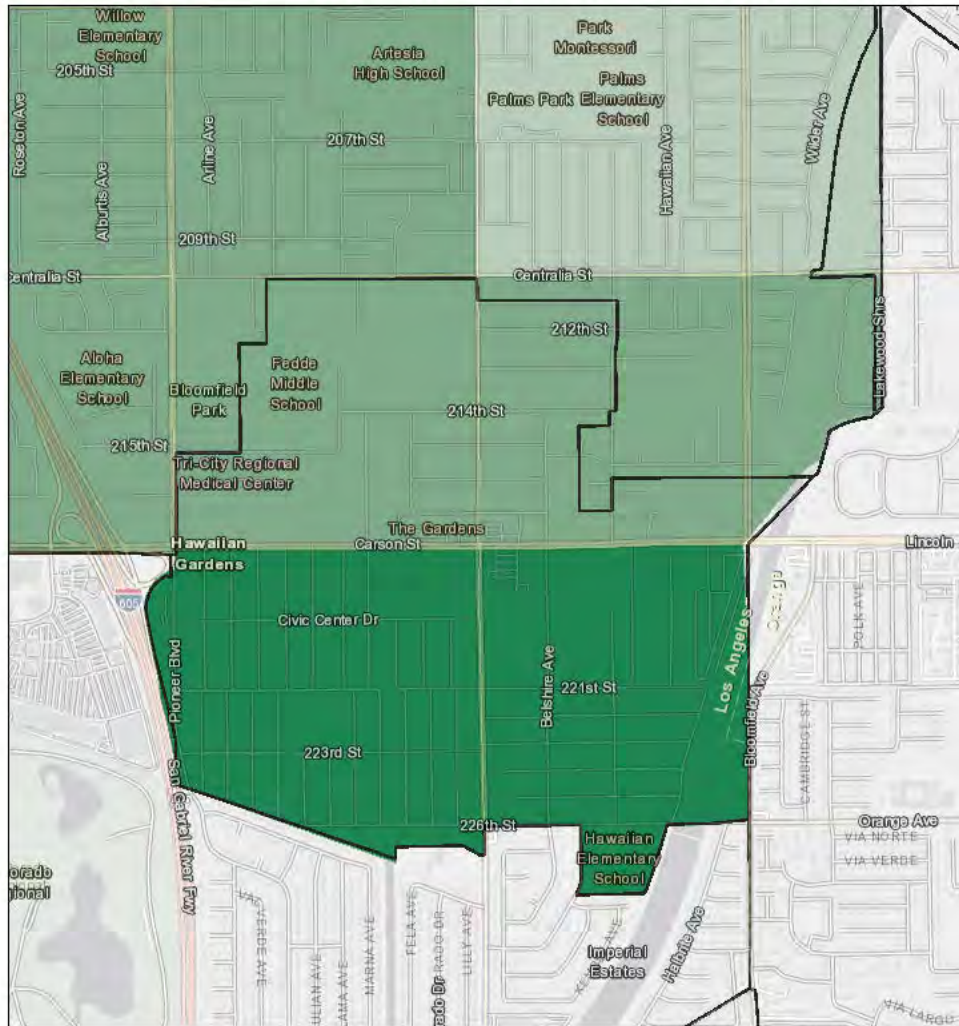 Willow
Elementary
School
Park
Montessori
Artesia
High School
205th St
Palms
Elementary
School
Palms Park
Roseton Ave
Alburtis Ave
Arline Ave
207th St
Hawaiian Ave
Wilder Ave
209th St
Centralia St
Centralia St
212th St
Lakewood Shrs
Aloha
Elementary
School
Bloomfield
Park
Fedde
Middle
School
214th St
215th St
Tri-City Regional
Medical Center
The Gardens
Hawaiian
Gardens
Carson St
Lincoln
605
Civic Center Dr
Pioneer Blvd
Belshire Ave
221st St
Los Angeles
Orange
POLK AVE
Bloomfield Ave
CAMBRIDGE ST
223rd St
San Gabriel River Fwy
226th St
Orange Ave
Hawaiian
Elementary
School
VIA NORTE
VIA VERDE
orado
gional
VERDE AVE
MARNA AVE
FELA AVE
RADO DR
LILLY AVE
Halbrite Ave
Imperial
Estates
ULIAN AVE
LAMA AVE
VIA LARGO